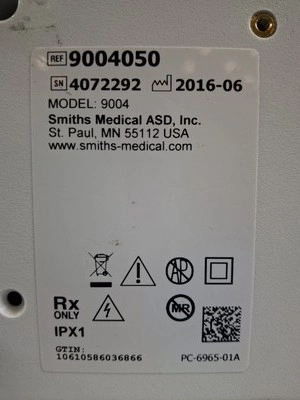 REF 9004050
SN 4072292 2016-06
MODEL: 9004
Smiths Medical ASD, Inc.
St. Paul, MN 55112 USA
www.smiths-medical.com
Rx
ONLY
MR
IPX1
GTIN:
10610586036866
PC-6965-01A